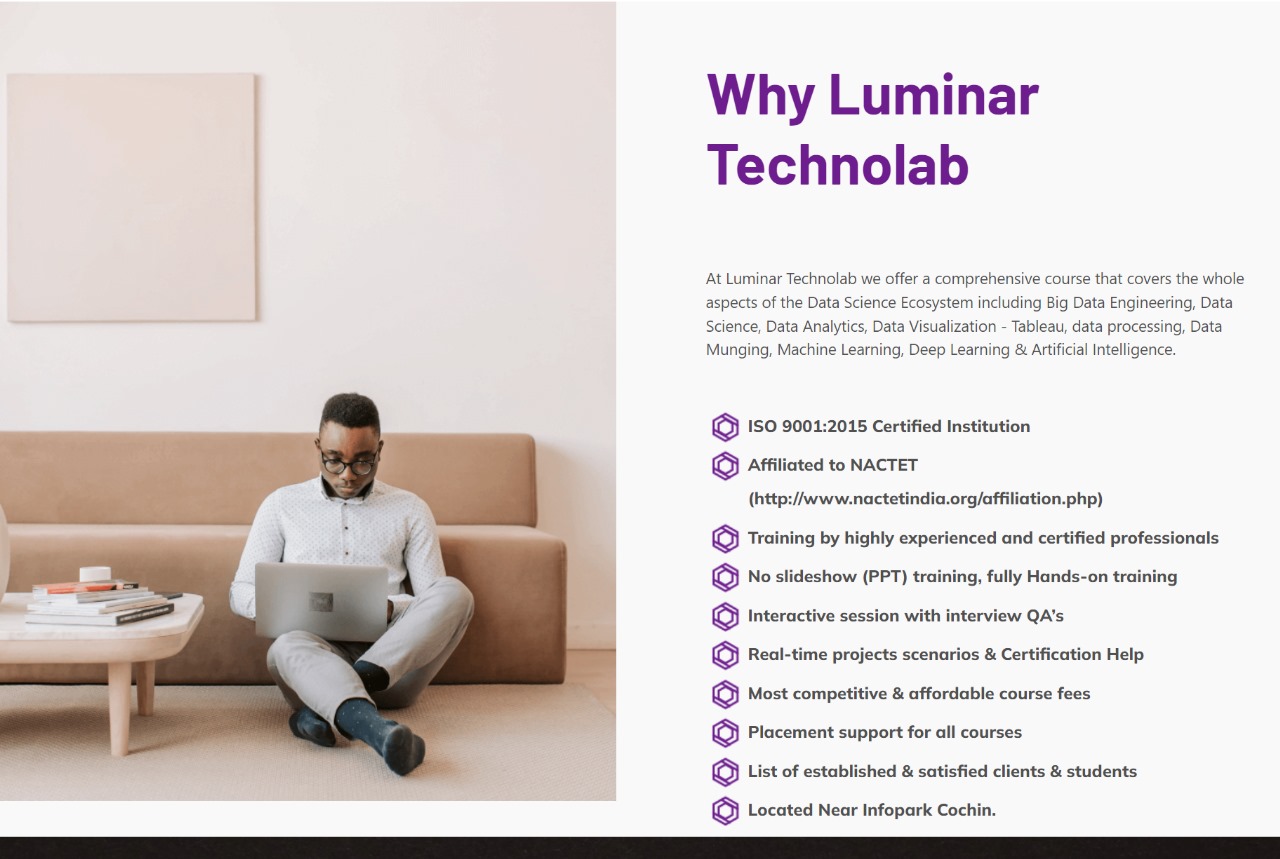 Why Luminar
Technolab
At Luminar Technolab we offer a comprehensive course that covers the whole
aspects of the Data Science Ecosystem including Big Data Engineering, Data
Science, Data Analytics, Data Visualization - Tableau, data processing, Data
Munging, Machine Learning, Deep Learning & Artificial Intelligence.
ISO 9001:2015 Certified Institution
Affiliated to NACTET
(http://www.nactetindia.org/affiliation.php)
Training by highly experienced and certified professionals
No slideshow (PPT) training, fully Hands-on training
Interactive session with interview QA’s
Real-time projects scenarios & Certification Help
Most competitive & affordable course fees
Placement support for all courses
List of established & satisfied clients & students
Located Near Infopark Cochin.